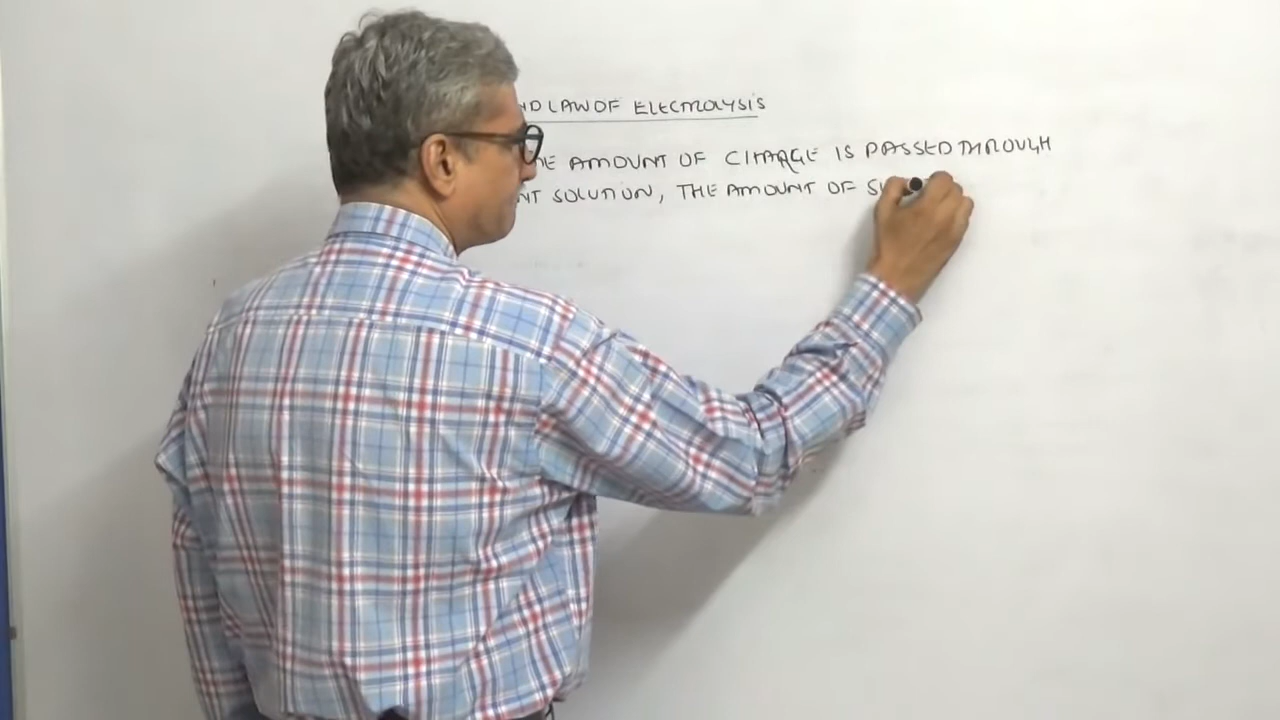 LAW OF ELECTROLYSIS
AMOUNT OF CHARGE IS PASSED THROUGH
SOLUTION, THE AMOUNT OF